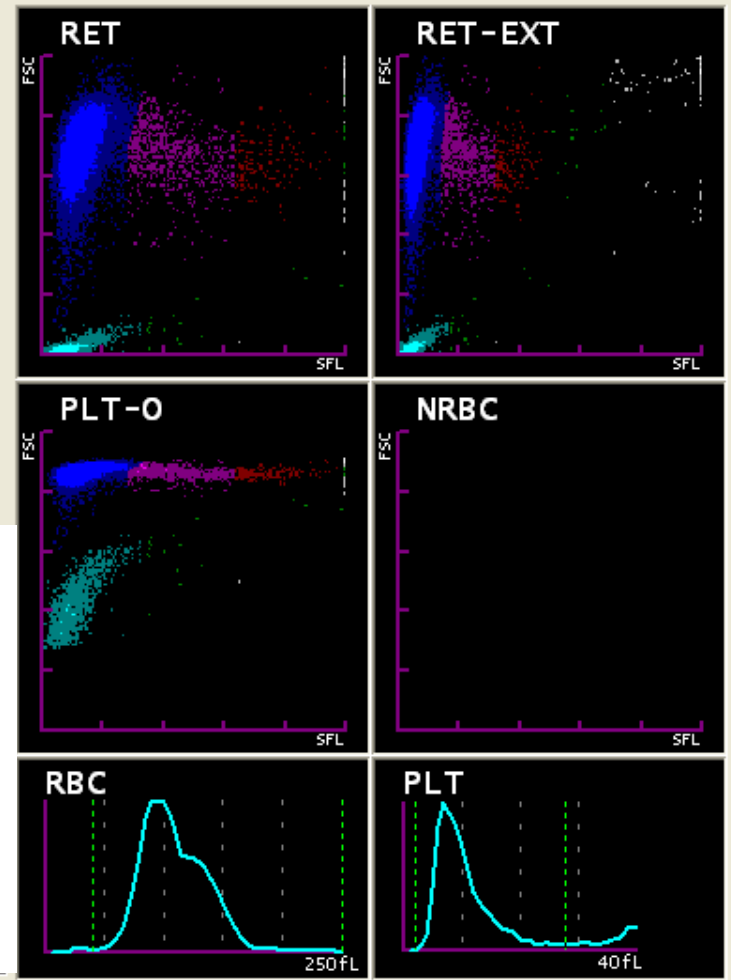 RET
FSC
SFL
RET-EXT
FSC
SFL
PLT-O
FSC
SFL
NRBC
FSC
SFL
RBC
250fL
PLT
40fL